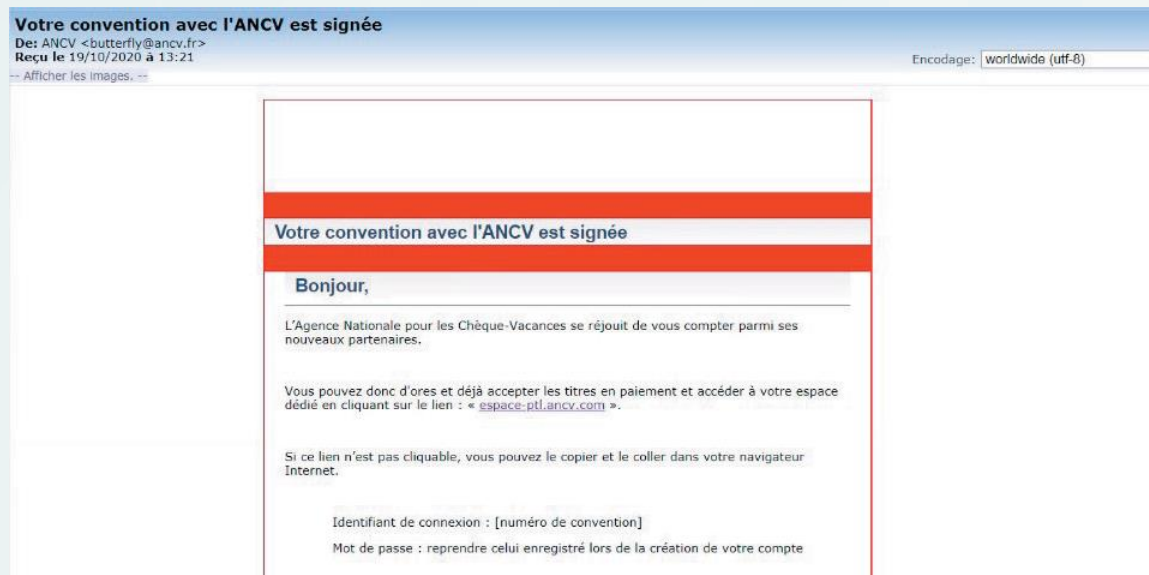 Votre convention avec l'ANCV est signée
De: ANCV <butterfly@ancv.fr>
Reçu le 19/10/2020 à 13:21
Encodage: worldwide (utf-8)
-- Afficher les images. --
Votre convention avec l'ANCV est signée
Bonjour,
L'Agence Nationale pour les Chèque-Vacances se réjouit de vous compter parmi ses
nouveaux partenaires.
Vous pouvez donc d'ores et déjà accepter les titres en paiement et accéder à votre espace
dédié en cliquant sur le lien : « espace-ptl.ancv.com ».
Si ce lien n'est pas cliquable, vous pouvez le copier et le coller dans votre navigateur
Internet.
Identifiant de connexion : [numéro de convention]
Mot de passe : reprendre celui enregistré lors de la création de votre compte